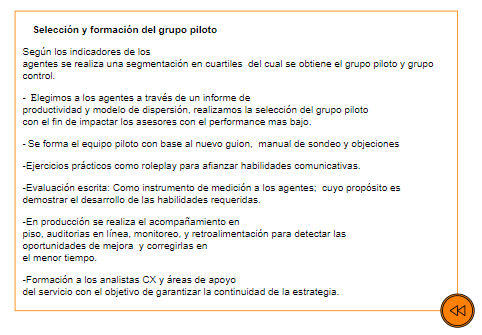 Selección y formación del grupo piloto
Según los indicadores de los
agentes se realiza una segmentación en cuartiles del cual se obtiene el grupo piloto y grupo
control.
- Elegimos a los agentes a través de un informe de
productividad y modelo de dispersión, realizamos la selección del grupo piloto
con el fin de impactar los asesores con el performance mas bajo.
- Se forma el equipo piloto con base al nuevo guion, manual de sondeo y objeciones
-Ejercicios prácticos como roleplay para afianzar habilidades comunicativas.
-Evaluación escrita: Como instrumento de medición a los agentes; cuyo propósito es
demostrar el desarrollo de las habilidades requeridas.
-En producción se realiza el acompañamiento en
piso, auditorias en línea, monitoreo, y retroalimentación para detectar las
oportunidades de mejora y corregirlas en
el menor tiempo.
-Formación a los analistas CX y áreas de apoyo
del servicio con el objetivo de garantizar la continuidad de la estrategia.